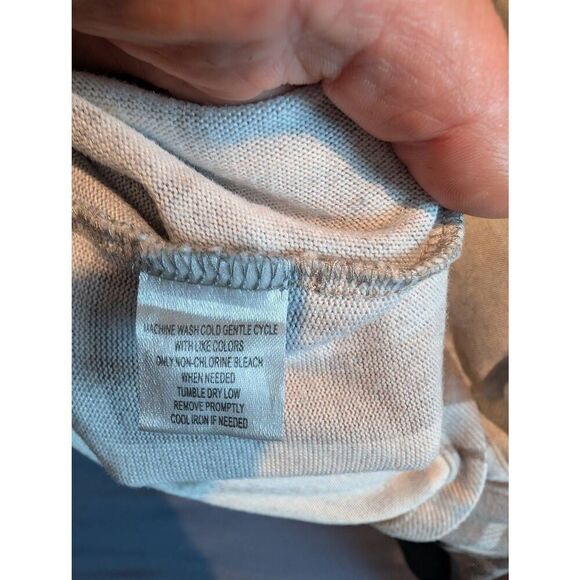 MACHINE WASH COLD GENTLE CYCLE
WITH LIKE COLORS
ONLY NON-CHLORINE BLEACH
WHEN NEEDED
TUMBLE DRY LOW
REMOVE PROMPTLY
COOL IRON IF NEEDED